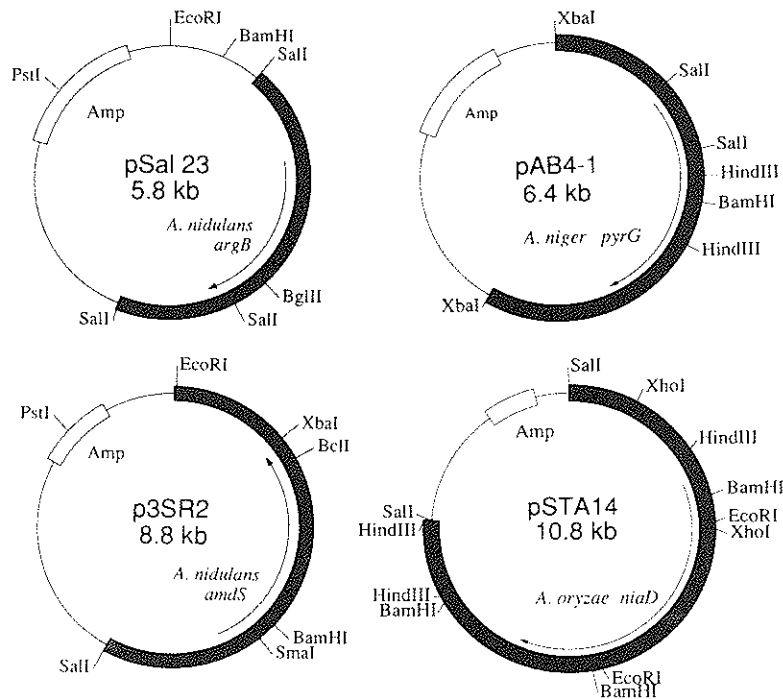 EcoRI
BamHI
SalI
PstI
Amp
pSal 23
5.8 kb
A. nidulans
argB
BglII
SalI
SalI
XbaI
SalI
Amp
SalI
HindIII
pAB4-1
6.4 kb
BamHI
A. niger pyrG
HindIII
XbaI
EcoRI
PstI
XbaI
BclI
Amp
p3SR2
8.8 kb
A. nidulans
amdS
BamHI
SmaI
SalI
SalI
XhoI
Amp
HindIII
BamHI
SalI
HindIII
pSTA14
10.8 kb
EcoRI
XhoI
HindIII
BamHI
A. oryzae niaD
EcoRI
BamHI